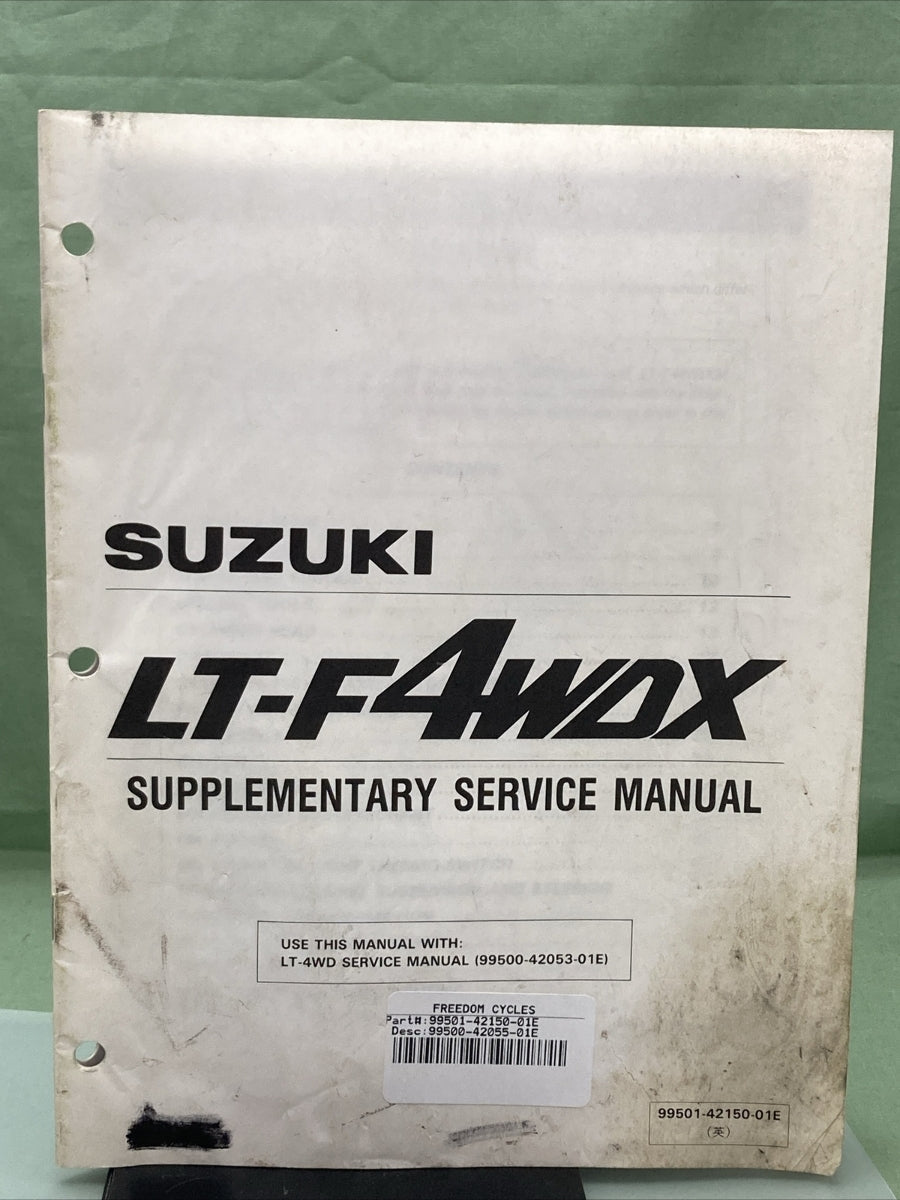 SUZUKI
LT-F4WDX
SUPPLEMENTARY SERVICE MANUAL
USE THIS MANUAL WITH:
LT-4WD SERVICE MANUAL (99500-42053-01E)
FREEDOM CYCLES
Part#:99501-42150-01E
Desc:99500-42055-01E
99501-42150-01E
(英)